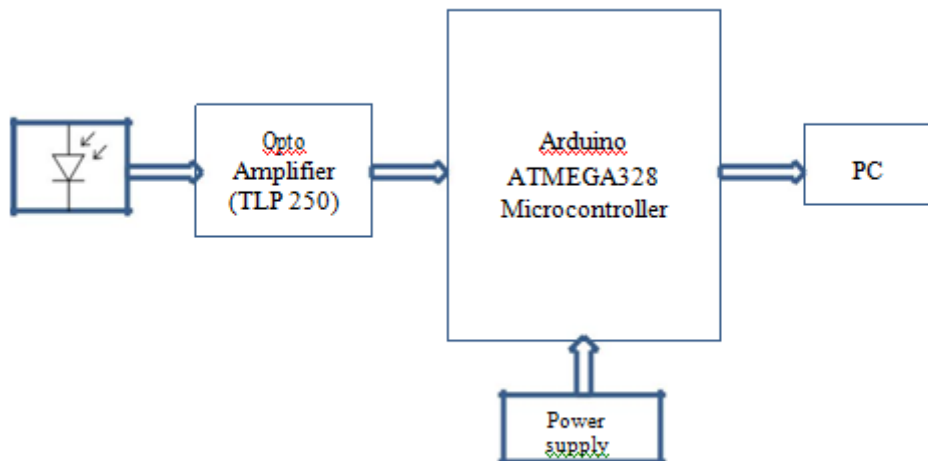 Opto
Amplifier
(TLP 250)
Arduino
ATMEGA328
Microcontroller
PC
Power
supply